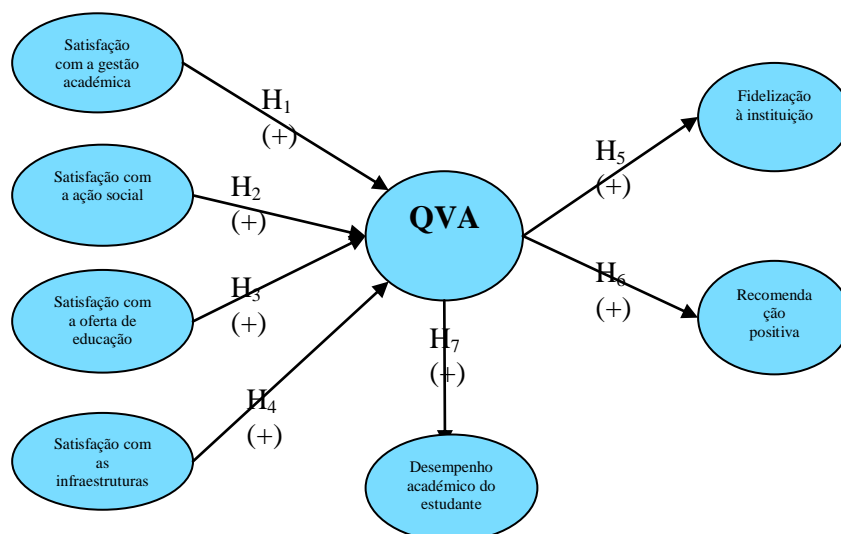 Satisfação
com a gestão
académica
H1
(+)
Satisfação com
a ação social
H2
(+)
Satisfação com
a oferta de
educação
H3
(+)
Satisfação com
as
infraestruturas
H4
(+)
QVA
H5
(+)
Fidelização
à instituição
H6
(+)
Recomenda
ção
positiva
H7
(+)
Desempenho
académico do
estudante